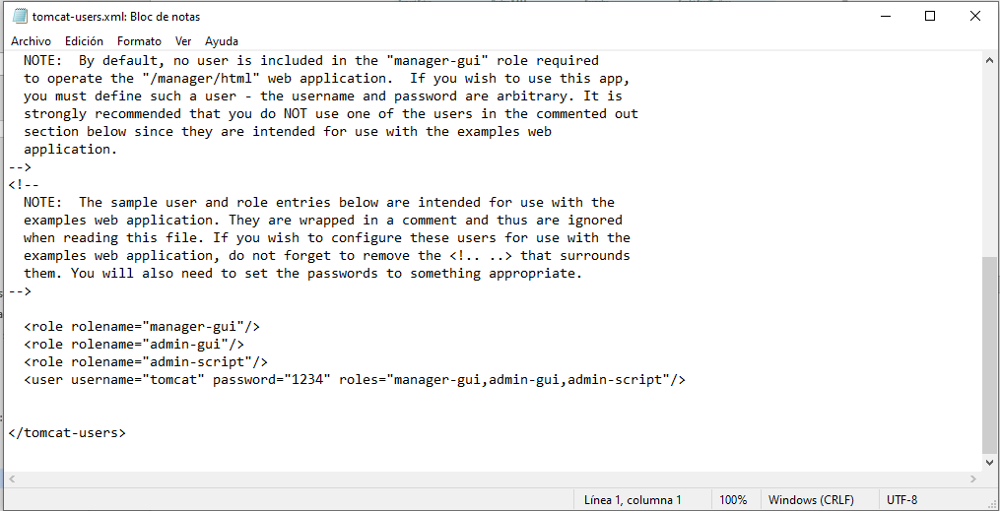 tomcat-users.xml: Bloc de notas
Archivo Edición Formato Ver Ayuda
NOTE:  By default, no user is included in the "manager-gui" role required
to operate the "/manager/html" web application.  If you wish to use this app,
you must define such a user - the username and password are arbitrary. It is
strongly recommended that you do NOT use one of the users in the commented out
section below since they are intended for use with the examples web
application.
-->
<!--
NOTE:  The sample user and role entries below are intended for use with the
examples web application. They are wrapped in a comment and thus are ignored
when reading this file. If you wish to configure these users for use with the
examples web application, do not forget to remove the <!.. ..> that surrounds
them. You will also need to set the passwords to something appropriate.
-->
<role rolename="manager-gui"/>
<role rolename="admin-gui"/>
<role rolename="admin-script"/>
<user username="tomcat" password="1234" roles="manager-gui,admin-gui,admin-script"/>
</tomcat-users>
Línea 1, columna 1 100% Windows (CRLF) UTF-8